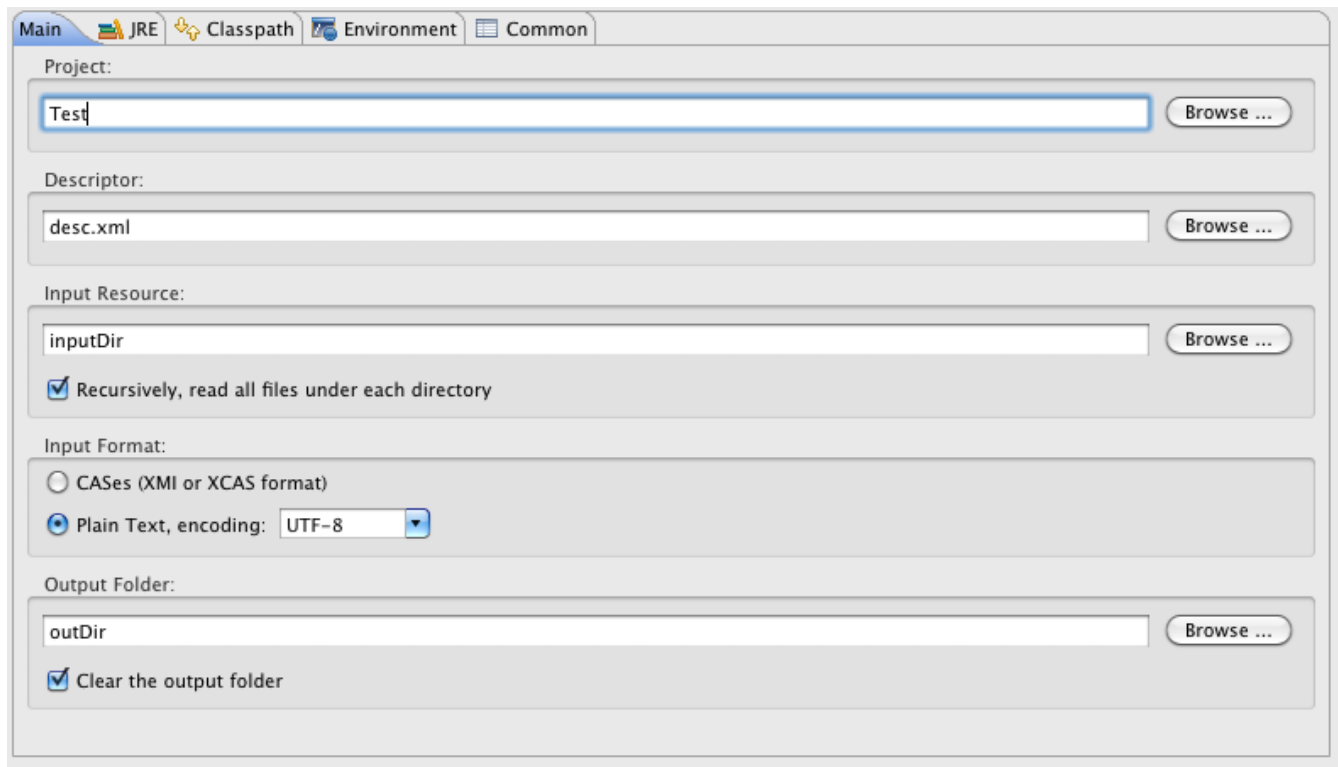 Main JRE Classpath Environment Common
Project:
Test Browse ...
Descriptor:
desc.xml Browse ...
Input Resource:
inputDir Browse ...
Recursively, read all files under each directory
Input Format:
CASes (XMI or XCAS format)
Plain Text, encoding: UTF-8
Output Folder:
outDir Browse ...
Clear the output folder